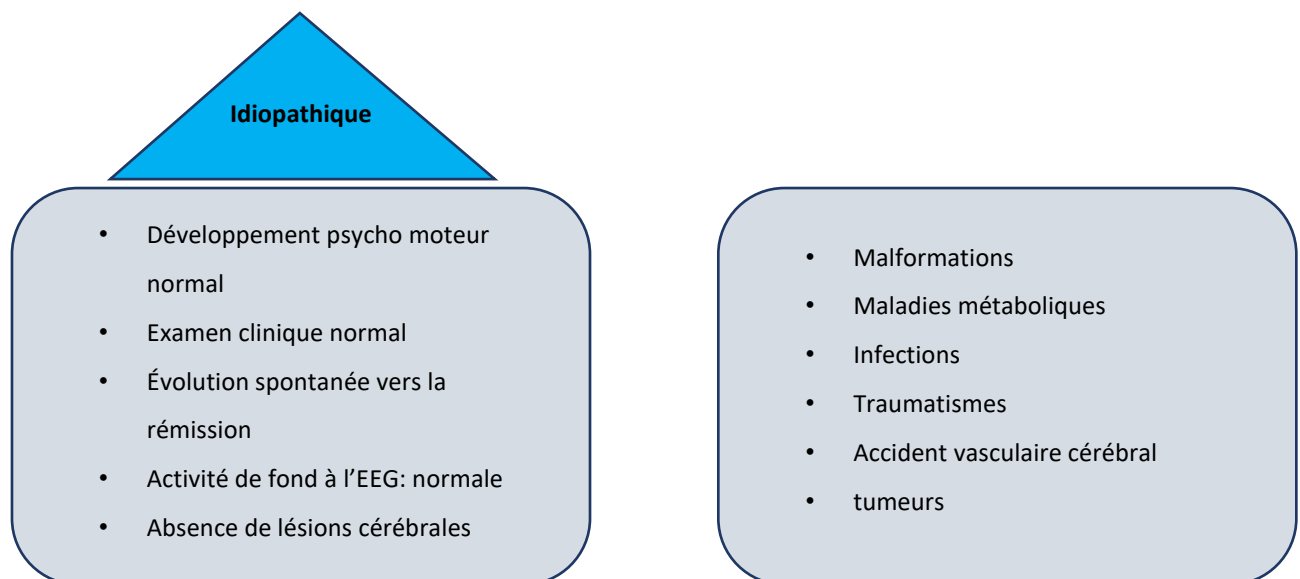 Idiopathique
• Développement psycho moteur
normal
• Examen clinique normal
• Évolution spontanée vers la
rémission
• Activité de fond à l’EEG: normale
• Absence de lésions cérébrales
• Malformations
• Maladies métaboliques
• Infections
• Traumatismes
• Accident vasculaire cérébral
• tumeurs